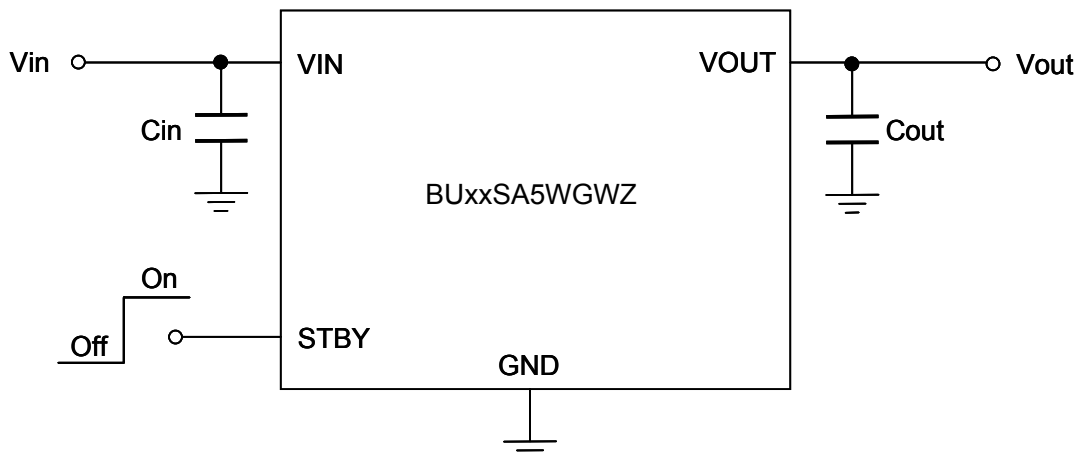 Vin
VIN
VOUT
Vout
Cin
Cout
BUxxSA5WGWZ
On
Off
STBY
GND